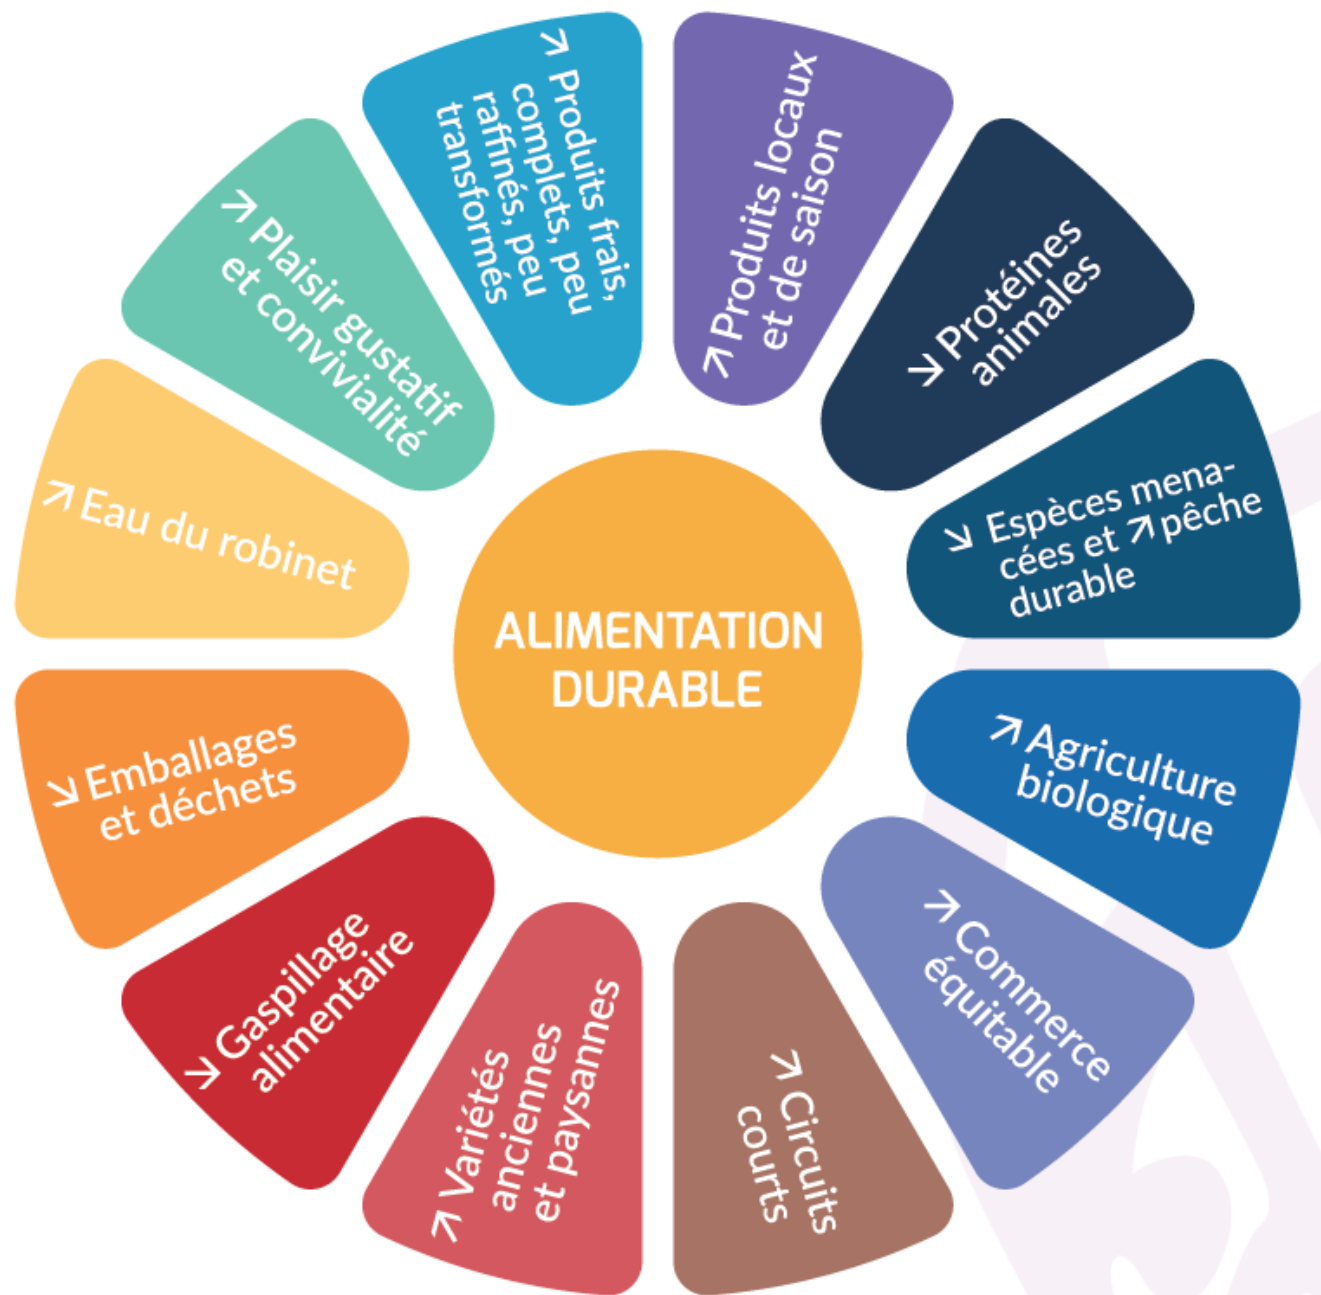 ↗ Produits locaux
et de saison
↘ Protéines
animales
↘ Espèces mena-
cées et ↗ pêche
durable
↗ Agriculture
biologique
↗ Commerce
équitable
↗ Circuits
courts
↗ Variétés
anciennes
et paysannes
↘ Gaspillage
alimentaire
↘ Emballages
et déchets
↗ Eau du robinet
↗ Plaisir gustatif
et convivialité
↗ Produits frais,
complets, peu
raffinés, peu
transformés
ALIMENTATION
DURABLE